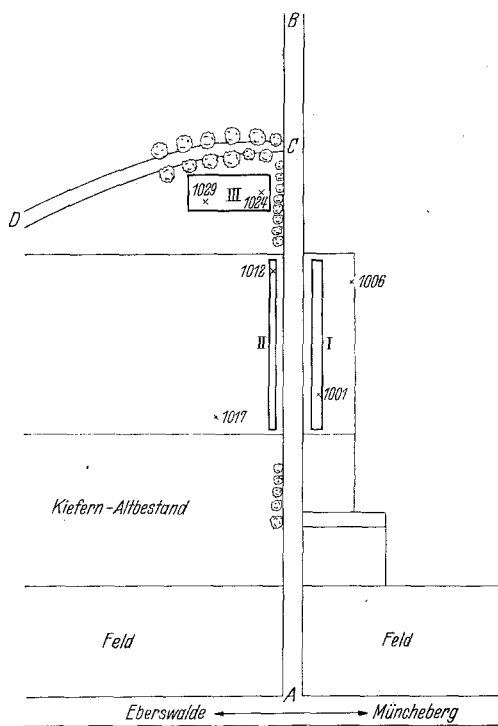 B
C
D
1029
III
1024
1012
1006
II
I
1001
1017
Kiefern-Altbestand
Feld
Feld
A
Eberswalde
Müncheberg